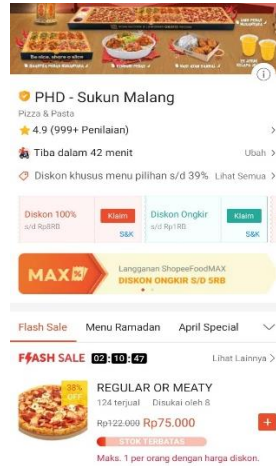 PHD - Sukun Malang
Pizza & Pasta
4.9 (999+ Penilaian)
Tiba dalam 42 menit
Ubah
Diskon khusus menu pilihan s/d 39%
Lihat Semua
Diskon 100%
s/d Rp8RB
Klaim
S&K
Diskon Ongkir
s/d Rp1RB
Klaim
S&K
MAX%
Langganan ShopeeFoodMAX
DISKON ONGKIR S/D 5RB
Flash Sale
Menu Ramadan
April Special
FLASH SALE
02:10:47
Lihat Lainnya
38%
OFF
REGULAR OR MEATY
124 terjual
Disukai oleh 8
Rp122.000
Rp75.000
STOK TERBATAS
Maks. 1 per orang dengan harga diskon.